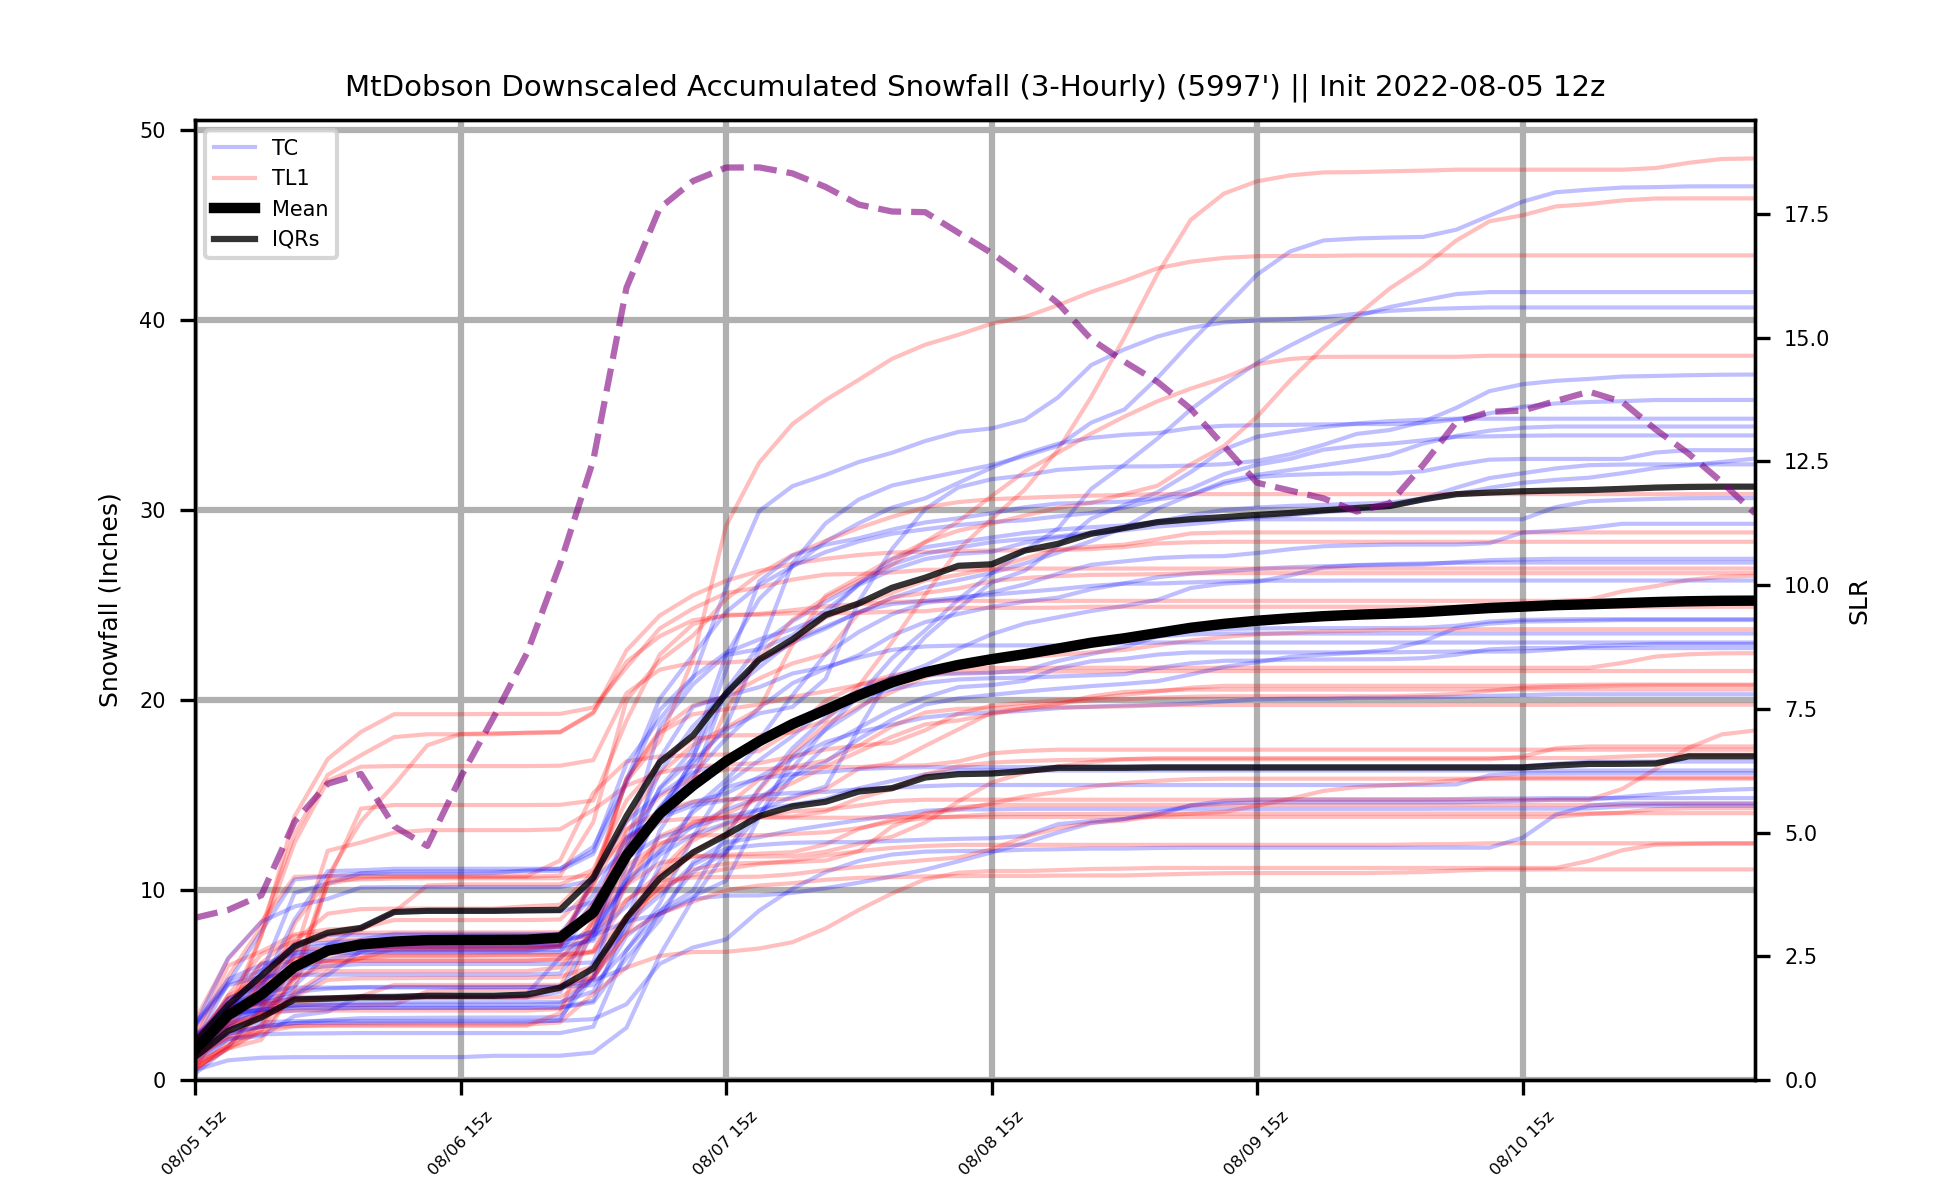 MtDobson Downscaled Accumulated Snowfall (3-Hourly) (5997') || Init 2022-08-05 12z
TC
TL1
Mean
IQRs
Snowfall (Inches)
50
40
30
20
10
0
17.5
15.0
12.5
10.0
7.5
5.0
2.5
0.0
SLR
08/05 15z
08/06 15z
08/07 15z
08/08 15z
08/09 15z
08/10 15z